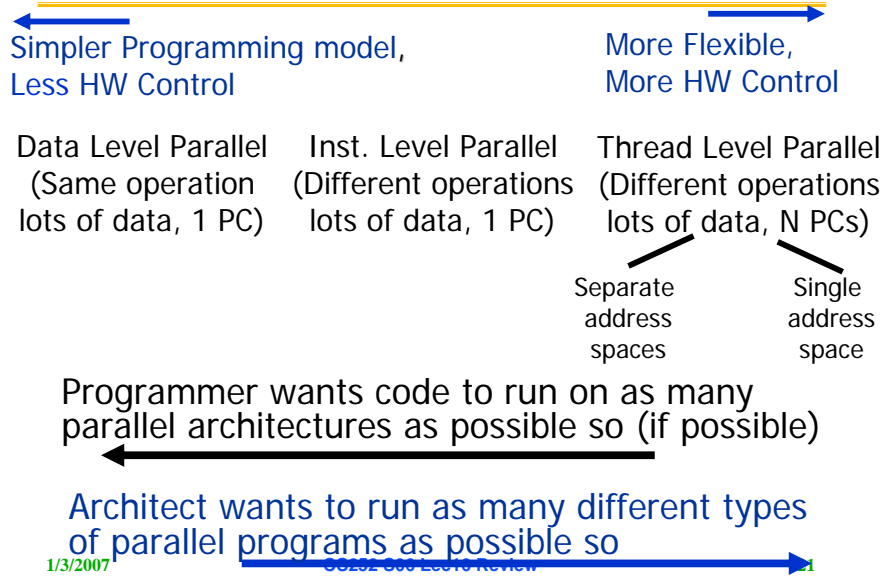 Simpler Programming model,
Less HW Control
More Flexible,
More HW Control
Data Level Parallel
(Same operation
lots of data, 1 PC)
Inst. Level Parallel
(Different operations
lots of data, 1 PC)
Thread Level Parallel
(Different operations
lots of data, N PCs)
Separate
address
spaces
Single
address
space
Programmer wants code to run on as many
parallel architectures as possible so (if possible)
Architect wants to run as many different types
of parallel programs as possible so
1/3/2007 Review